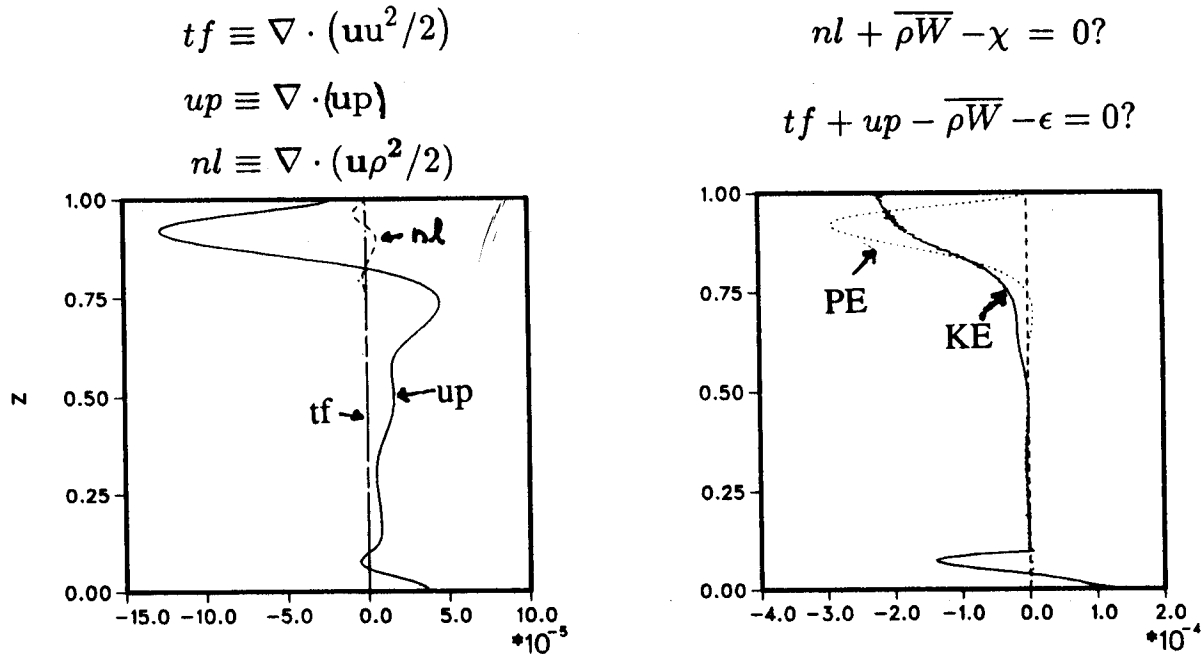 tf ≡ ∇ · (uu²/2)
up ≡ ∇ · (up)
nl ≡ ∇ · (uρ²/2)
1.00
0.75
0.50
0.25
0.00
z
nl
tf
up
-15.0 -10.0 -5.0 0.0 5.0 10.0
*10⁻⁵
nl + \overline{ρW} − χ = 0?
tf + up − \overline{ρW} − ϵ = 0?
1.00
0.75
0.50
0.25
0.00
PE
KE
-4.0 -3.0 -2.0 -1.0 0.0 1.0 2.0
*10⁻⁴